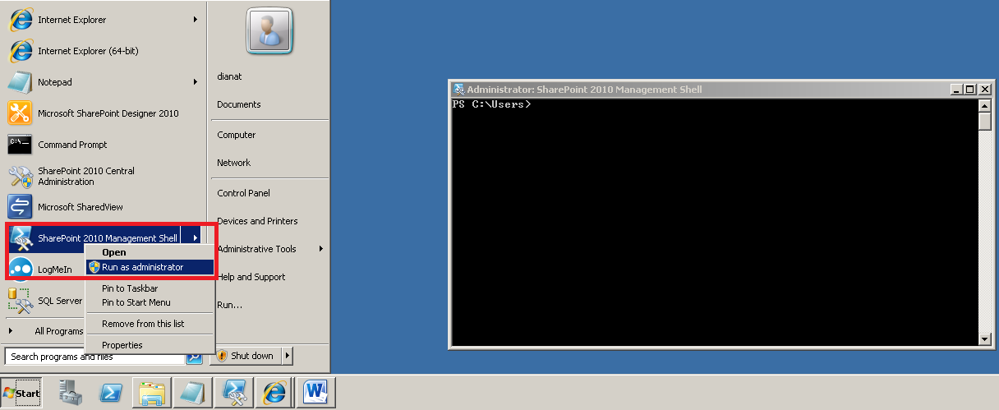 Internet Explorer
Internet Explorer (64-bit)
Notepad
Microsoft SharePoint Designer 2010
C:\_
Command Prompt
SharePoint 2010 Central
Administration
Microsoft SharedView
SharePoint 2010 Management Shell
Open
Run as administrator
LogMeIn
Pin to Taskbar
Pin to Start Menu
SQL Server
Remove from this list
All Programs
Properties
Search programs and files
dianat
Documents
Computer
Network
Control Panel
Devices and Printers
Administrative Tools
Help and Support
Run...
Shut down
Administrator: SharePoint 2010 Management Shell
PS C:\Users>
Start